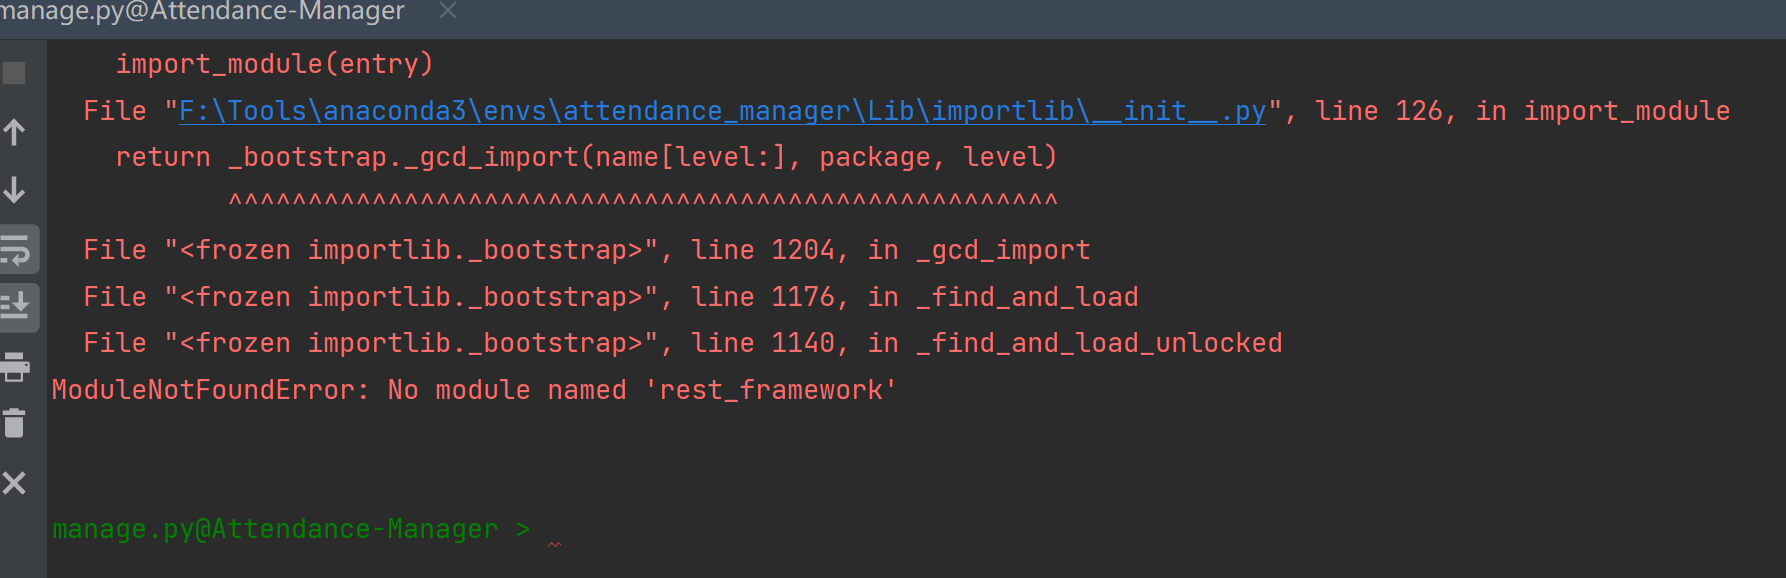 manage.py@Attendance-Manager
import_module(entry)
File "F:\Tools\anaconda3\envs\attendance_manager\Lib\importlib\__init__.py", line 126, in import_module
return _bootstrap._gcd_import(name[level:], package, level)
^^^^^^^^^^^^^^^^^^^^^^^^^^^^^^^^^^^^^^^^^^^^^^^^^^^^
File "<frozen importlib._bootstrap>", line 1204, in _gcd_import
File "<frozen importlib._bootstrap>", line 1176, in _find_and_load
File "<frozen importlib._bootstrap>", line 1140, in _find_and_load_unlocked
ModuleNotFoundError: No module named 'rest_framework'
manage.py@Attendance-Manager >